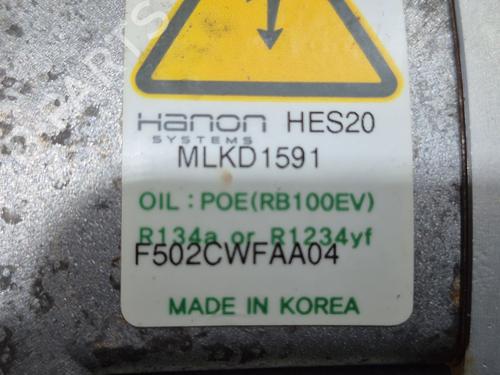 Hanon SYSTEMS HES20
MLKD1591
OIL : POE(RB100EV)
R134a or R1234yf
F502CWFAA04
MADE IN KOREA